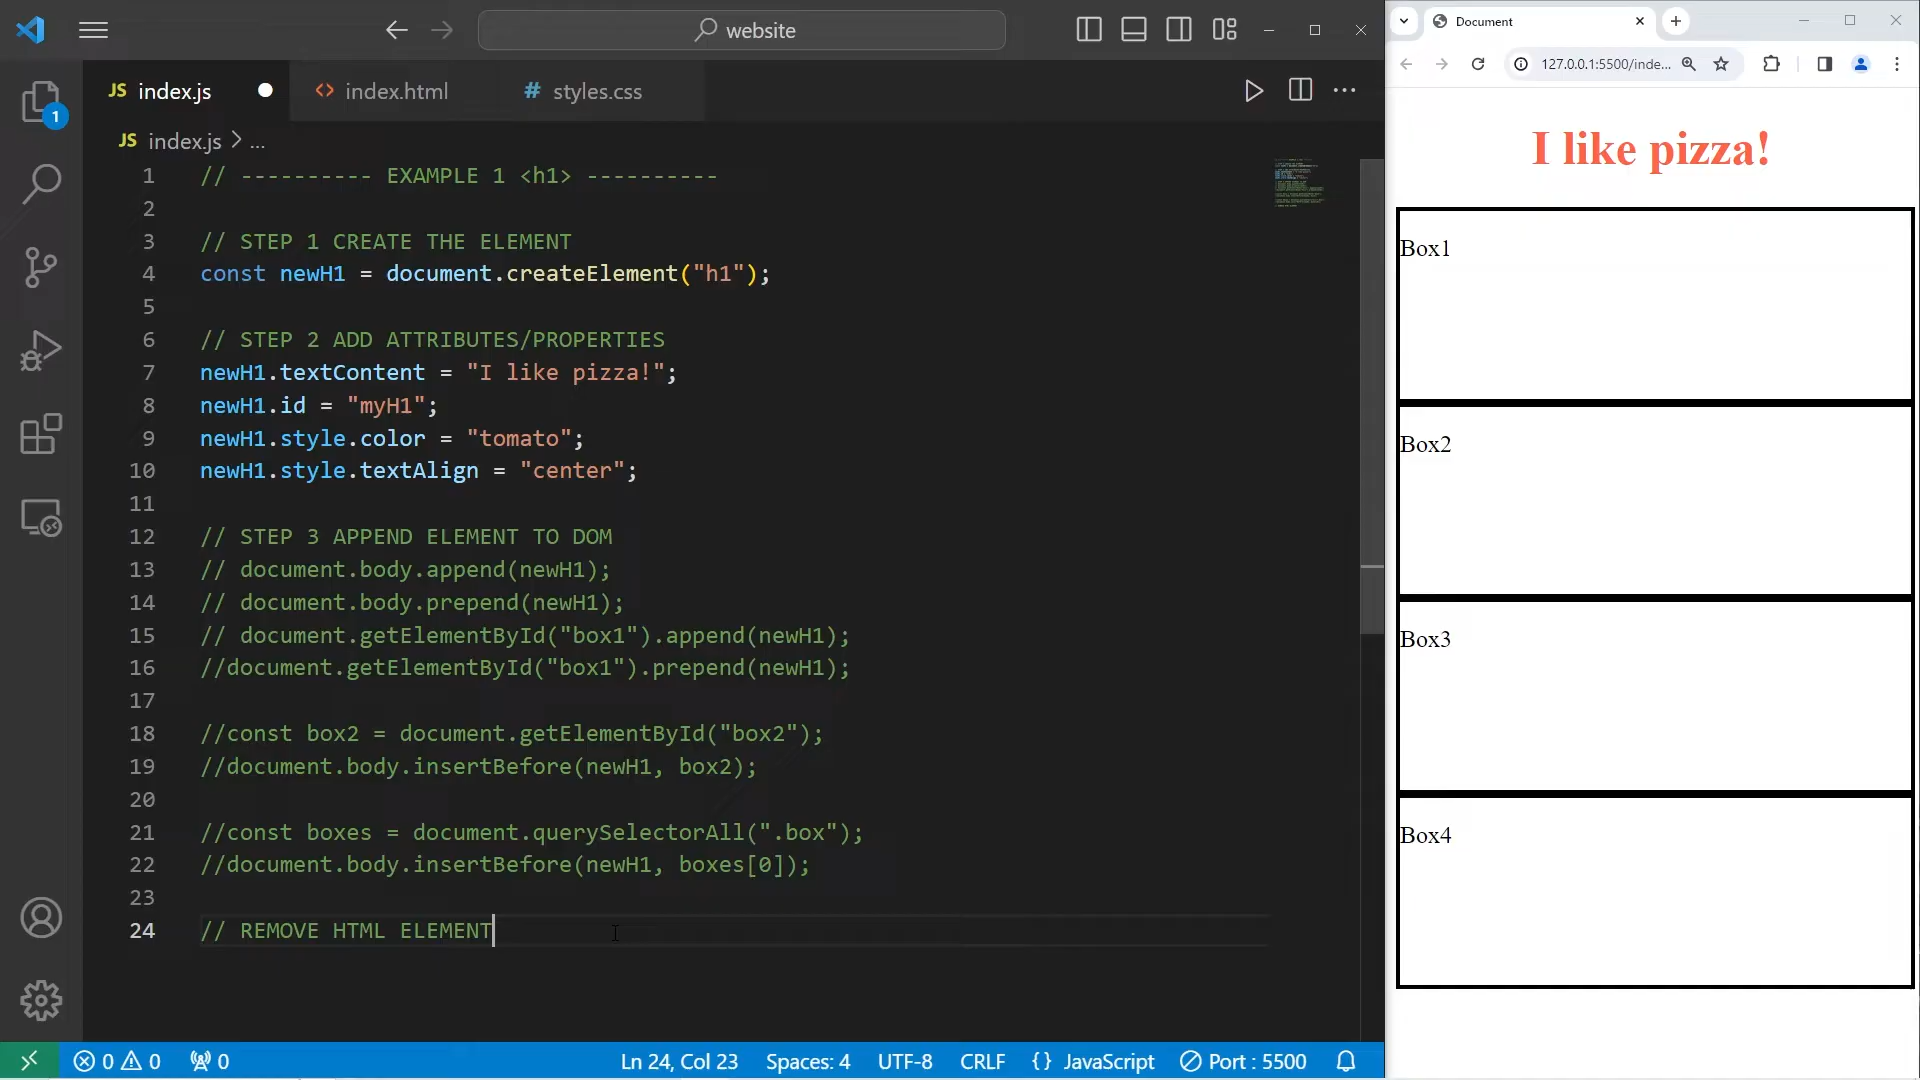 website
JS index.js
<> index.html
# styles.css
JS index.js > ...
1 // ---------- EXAMPLE 1 <h1> ----------
2
3 // STEP 1 CREATE THE ELEMENT
4 const newH1 = document.createElement("h1");
5
6 // STEP 2 ADD ATTRIBUTES/PROPERTIES
7 newH1.textContent = "I like pizza!";
8 newH1.id = "myH1";
9 newH1.style.color = "tomato";
10 newH1.style.textAlign = "center";
11
12 // STEP 3 APPEND ELEMENT TO DOM
13 // document.body.append(newH1);
14 // document.body.prepend(newH1);
15 // document.getElementById("box1").append(newH1);
16 //document.getElementById("box1").prepend(newH1);
17
18 //const box2 = document.getElementById("box2");
19 //document.body.insertBefore(newH1, box2);
20
21 //const boxes = document.querySelectorAll(".box");
22 //document.body.insertBefore(newH1, boxes[0]);
23
24 // REMOVE HTML ELEMENT
1
0 0 0 Ln 24, Col 23 Spaces: 4 UTF-8 CRLF {} JavaScript Port : 5500
Document
127.0.0.1:5500/inde...
I like pizza!
Box1
Box2
Box3
Box4